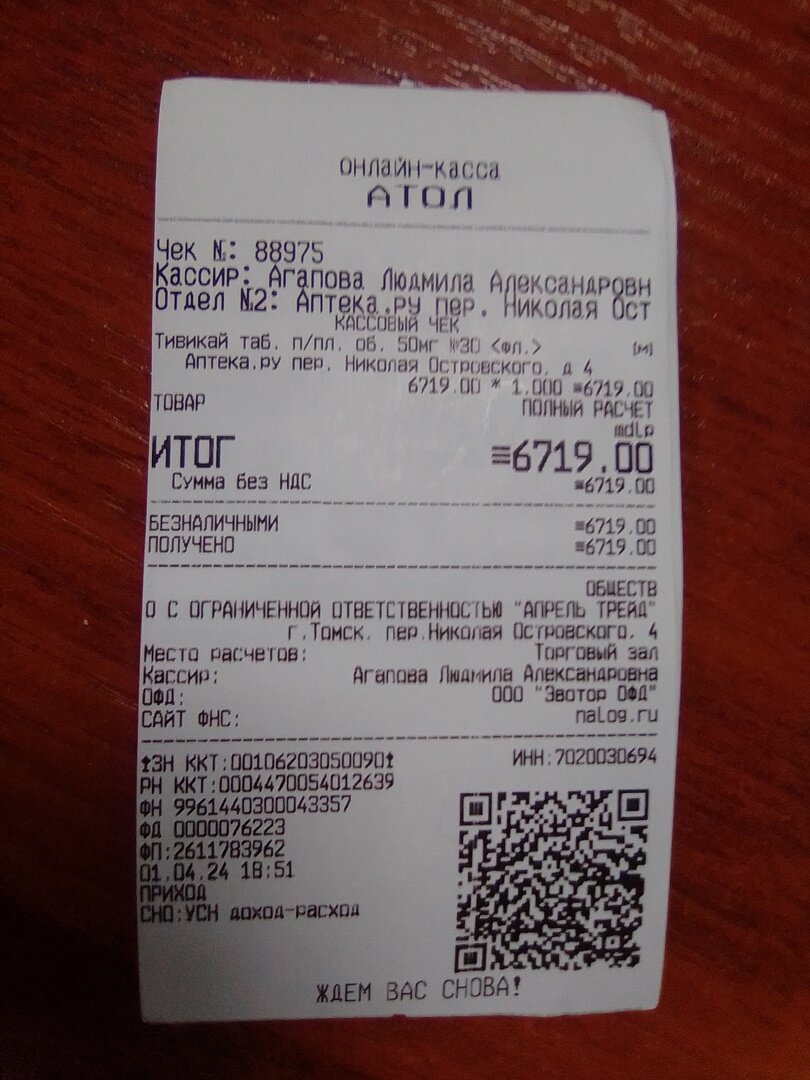 ОНЛАЙН-КАССА
АТОЛ
Чек №: 88975
Кассир: Агапова Людмила Александровн
Отдел №2: Аптека.ру пер. Николая Ост
КАССОВЫЙ ЧЕК
Тивикай таб. п/пл. об. 50мг №30 <фл.> [М]
Аптека.ру пер. Николая Островского, д 4
6719.00 * 1.000 ≡6719.00
ТОВАР ПОЛНЫЙ РАСЧЕТ
mdlp
ИТОГ ≡6719.00
Сумма без НДС ≡6719.00
БЕЗНАЛИЧНЫМИ ≡6719.00
ПОЛУЧЕНО ≡6719.00
ОБЩЕСТВ
О С ОГРАНИЧЕННОЙ ОТВЕТСТВЕННОСТЬЮ "АПРЕЛЬ ТРЕЙД"
г.Томск, пер.Николая Островского, 4
Место расчетов: Торговый зал
Кассир: Агапова Людмила Александровна
ОФД: ООО "Эвотор ОФД"
САЙТ ФНС: nalog.ru
ЗН ККТ:00106203050090 ИНН:7020030694
РН ККТ:0004470054012639
ФН 9961440300043357
ФД 0000076223
ФП:2611783962
01.04.24 18:51
ПРИХОД
СНО:УСН доход-расход
ЖДЕМ ВАС СНОВА!